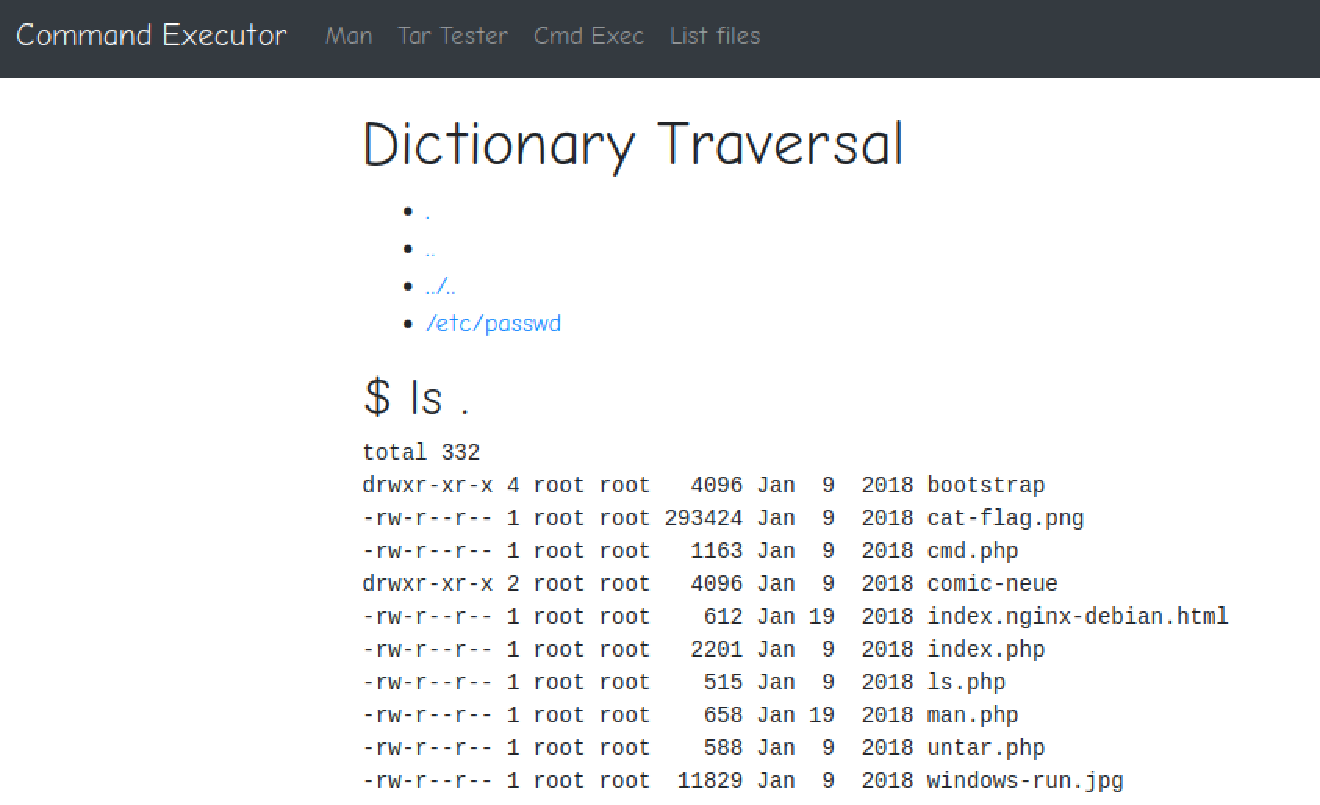 Command Executor Man Tar Tester Cmd Exec List files
Dictionary Traversal
• .
• ..
• ../..
• /etc/passwd
$ ls .
total 332
drwxr-xr-x 4 root root   4096 Jan  9  2018 bootstrap
-rw-r--r-- 1 root root 293424 Jan  9  2018 cat-flag.png
-rw-r--r-- 1 root root   1163 Jan  9  2018 cmd.php
drwxr-xr-x 2 root root   4096 Jan  9  2018 comic-neue
-rw-r--r-- 1 root root    612 Jan 19  2018 index.nginx-debian.html
-rw-r--r-- 1 root root   2201 Jan  9  2018 index.php
-rw-r--r-- 1 root root    515 Jan  9  2018 ls.php
-rw-r--r-- 1 root root    658 Jan 19  2018 man.php
-rw-r--r-- 1 root root    588 Jan  9  2018 untar.php
-rw-r--r-- 1 root root  11829 Jan  9  2018 windows-run.jpg